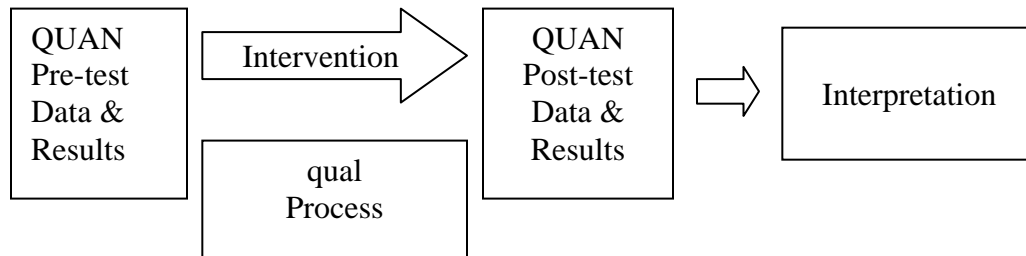 QUAN
Pre-test
Data &
Results
Intervention
qual
Process
QUAN
Post-test
Data &
Results
Interpretation